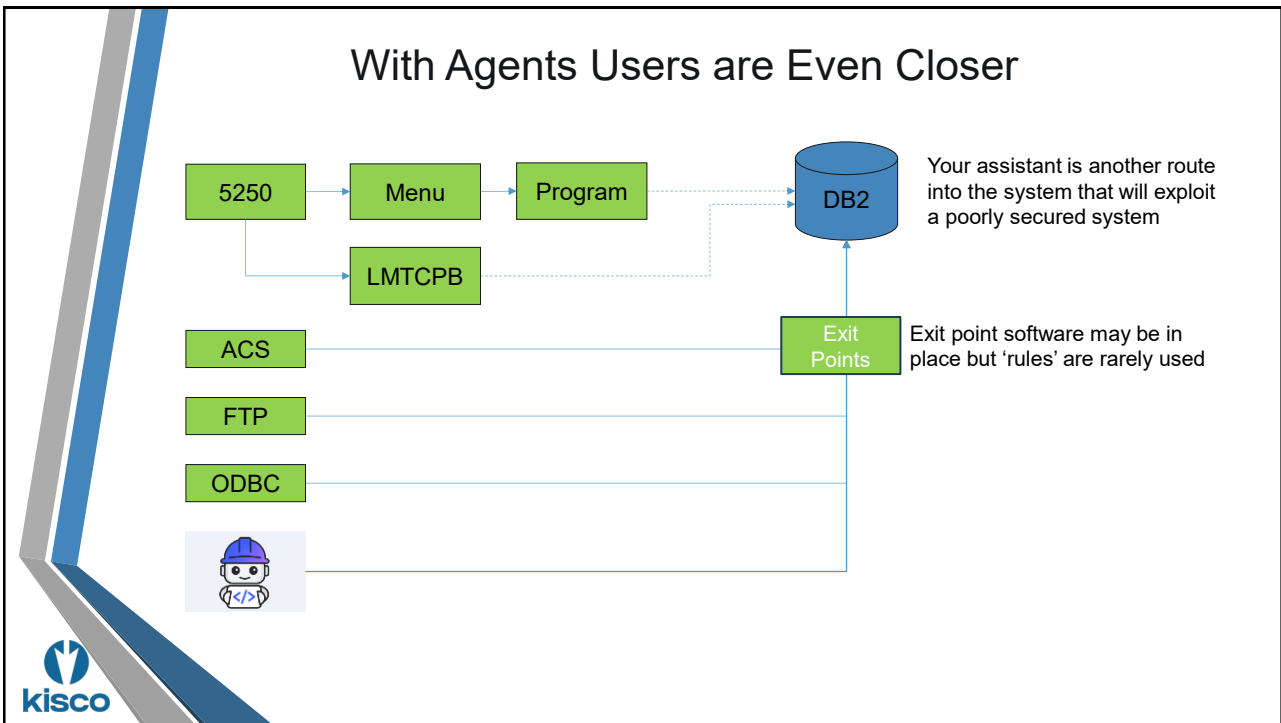 With Agents Users are Even Closer
5250
Menu
Program
DB2
Your assistant is another route
into the system that will exploit
a poorly secured system
LMTCPB
ACS
Exit
Points
Exit point software may be in
place but ‘rules’ are rarely used
FTP
ODBC
</>
kisco